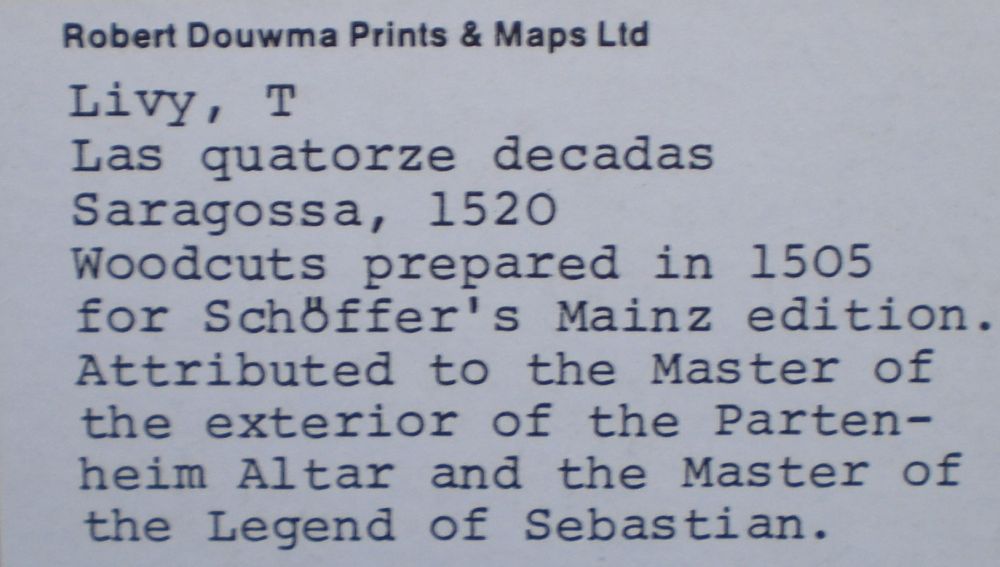 Robert Douwma Prints & Maps Ltd
Livy, T
Las quatorze decadas
Saragossa, 1520
Woodcuts prepared in 1505
for Schöffer's Mainz edition.
Attributed to the Master of
the exterior of the Parten-
heim Altar and the Master of
the Legend of Sebastian.